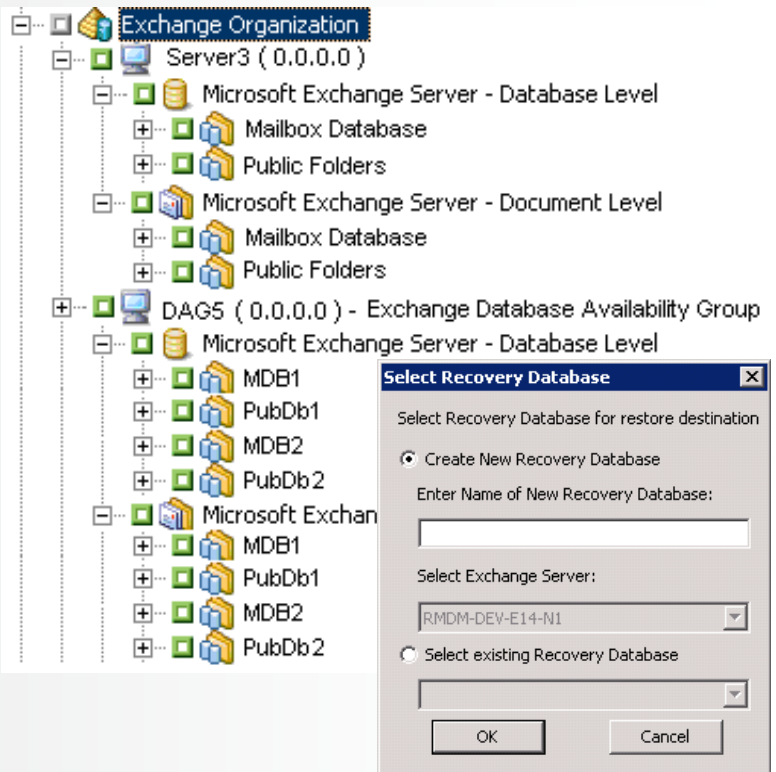 Exchange Organization
Server3 ( 0.0.0.0 )
Microsoft Exchange Server - Database Level
Mailbox Database
Public Folders
Microsoft Exchange Server - Document Level
Mailbox Database
Public Folders
DAG5 ( 0.0.0.0 ) - Exchange Database Availability Group
Microsoft Exchange Server - Database Level
MDB1
PubDb1
MDB2
PubDb2
Microsoft Exchan
MDB1
PubDb1
MDB2
PubDb2
Select Recovery Database
Select Recovery Database for restore destination
Create New Recovery Database
Enter Name of New Recovery Database:
Select Exchange Server:
RMDM-DEV-E14-N1
Select existing Recovery Database
OK
Cancel